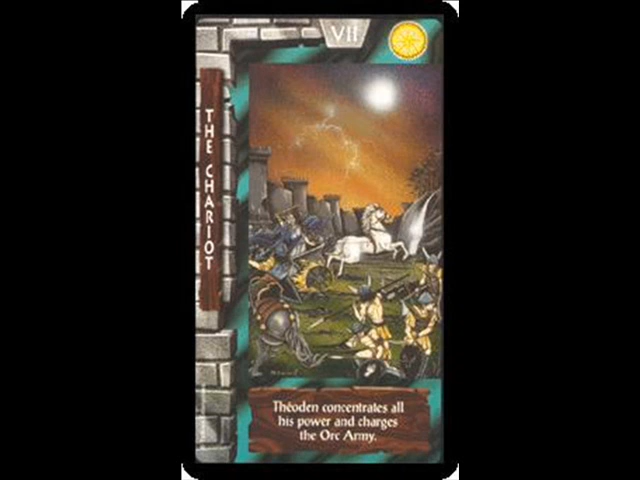 VII
THE CHARIOT
Théoden concentrates all
his power and charges
the Orc Army.